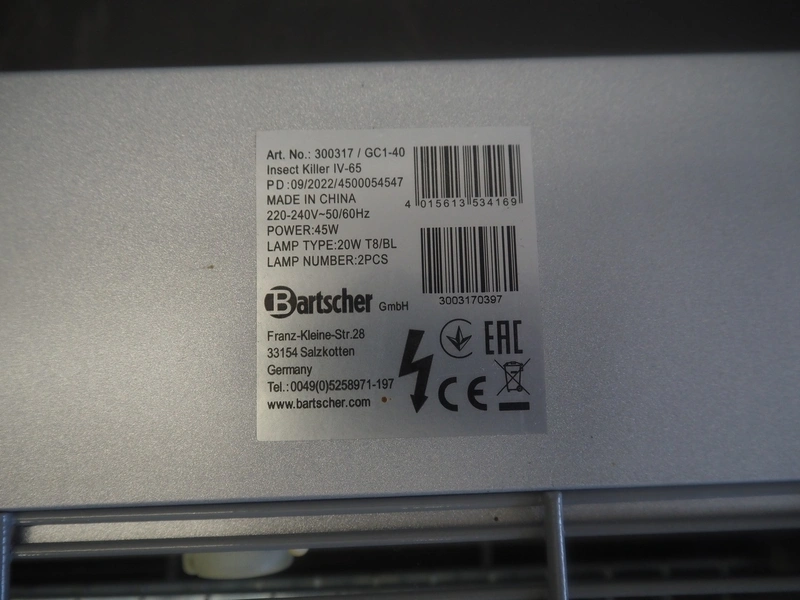 Art. No.: 300317 / GC1-40
Insect Killer IV-65
PD:09/2022/4500054547
MADE IN CHINA
220-240V~50/60Hz
POWER:45W
LAMP TYPE:20W T8/BL
LAMP NUMBER:2PCS
4 015613 534169
3003170397
Bartscher GmbH
Franz-Kleine-Str.28
33154 Salzkotten
Germany
Tel.:0049(0)5258971-197
www.bartscher.com
EAC
CE